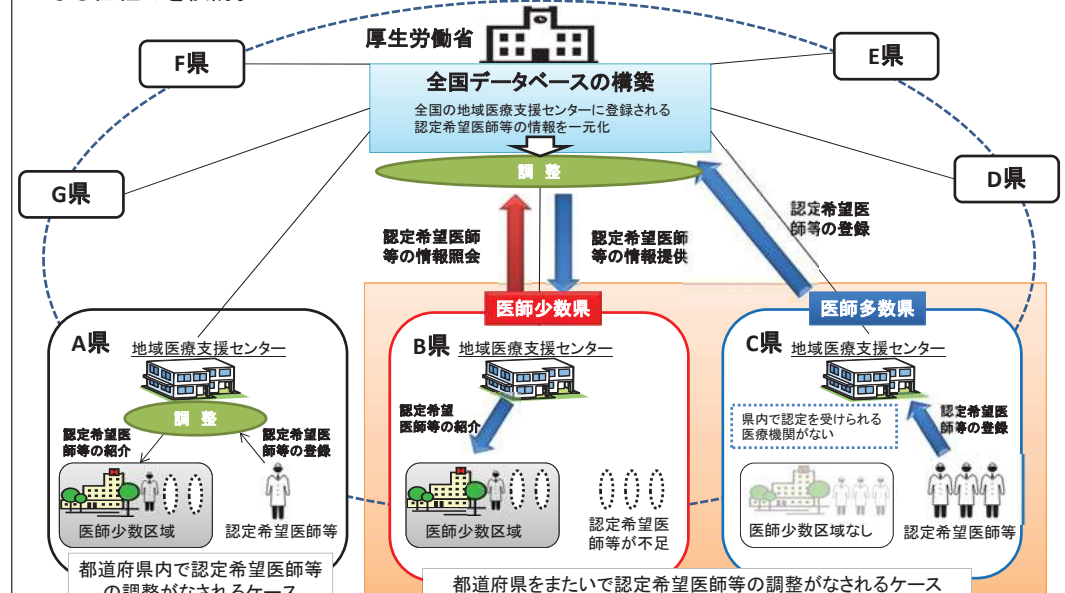 厚生労働省
F県
E県
全国データベースの構築
全国の地域医療支援センターに登録される
認定希望医師等の情報を一元化
調 整
G県
D県
認定希望医師
等の情報照会
認定希望医師
等の情報提供
認定希望医
師等の登録
医師少数県
医師多数県
A県
地域医療支援センター
調 整
認定希望医
師等の紹介
認定希望医
師等の登録
医師少数区域
認定希望医師等
都道府県内で認定希望医師等
の調整がなされるケース
B県
地域医療支援センター
認定希望
医師等の紹介
医師少数区域
認定希望医
師等が不足
C県
地域医療支援センター
県内で認定を受けられる
医療機関がない
認定希望医
師等の登録
医師少数区域なし
認定希望医師等
都道府県をまたいで認定希望医師等の調整がなされるケース